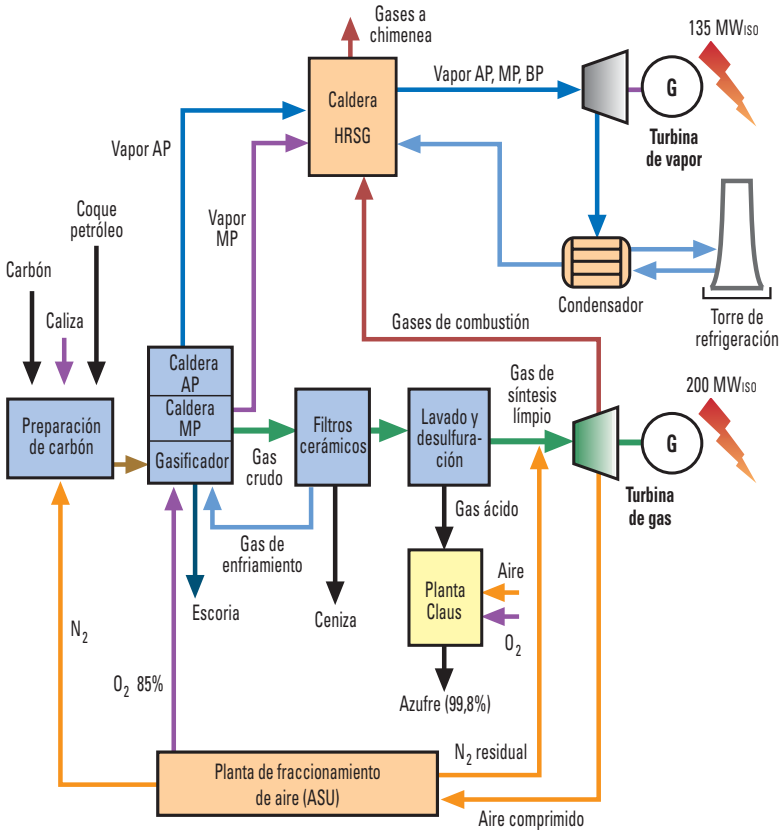 Gases a
chimenea
135 MWISO
Caldera
HRSG
Vapor AP, MP, BP
G
Turbina
de vapor
Vapor AP
Vapor
MP
Coque
petróleo
Carbón
Caliza
Condensador
Torre de
refrigeración
Gases de combustión
Caldera
AP
Caldera
MP
Gasificador
Preparación
de carbón
Gas
crudo
Filtros
cerámicos
Lavado y
desulfura-
ción
Gas de
síntesis
límpio
200 MWISO
G
Turbina
de gas
Gas de
enfriamiento
Gas ácido
Escoria
Ceniza
Planta
Claus
Aire
O2
N2
O2 85%
Azufre (99,8%)
N2 residual
Planta de fraccionamiento
de aire (ASU)
Aire comprimido